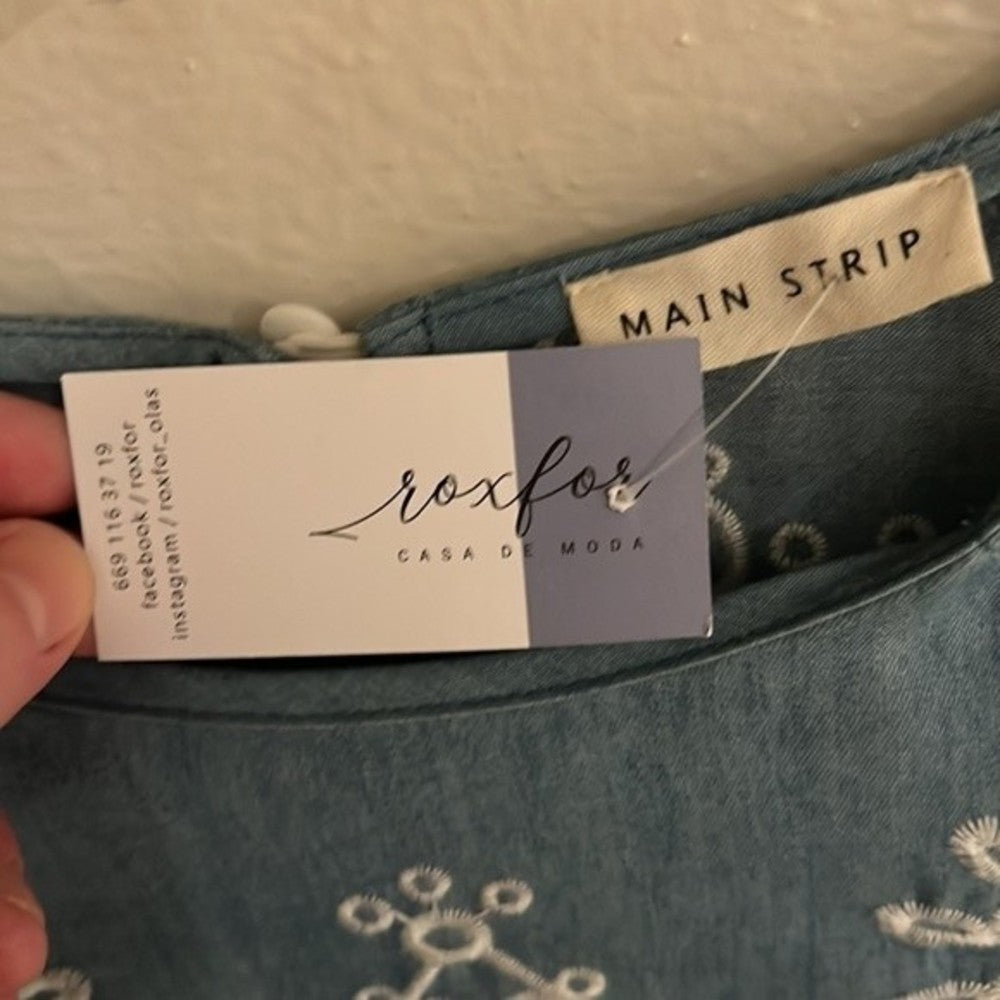 MAIN STRIP
roxfor
CASA DE MODA
669 116 37 19
facebook / roxfor
instagram / roxfor_olas